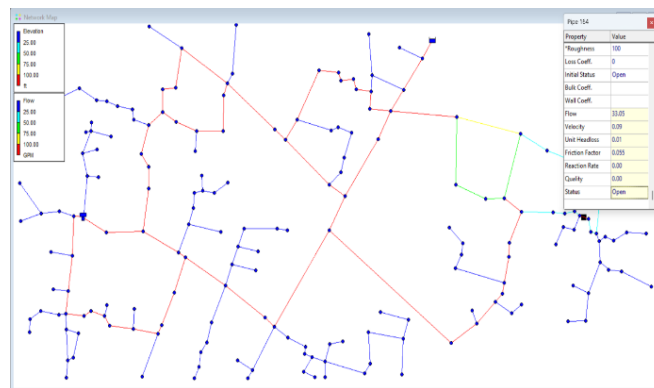 Network Map
Elevation
25.00
50.00
75.00
100.00
ft
Flow
25.00
50.00
75.00
100.00
GPM
Pipe 164
Property Value
*Roughness 100
Loss Coeff. 0
Initial Status Open
Bulk Coeff.
Wall Coeff.
Flow 33.05
Velocity 0.09
Unit Headloss 0.01
Friction Factor 0.055
Reaction Rate 0.00
Quality 0.00
Status Open